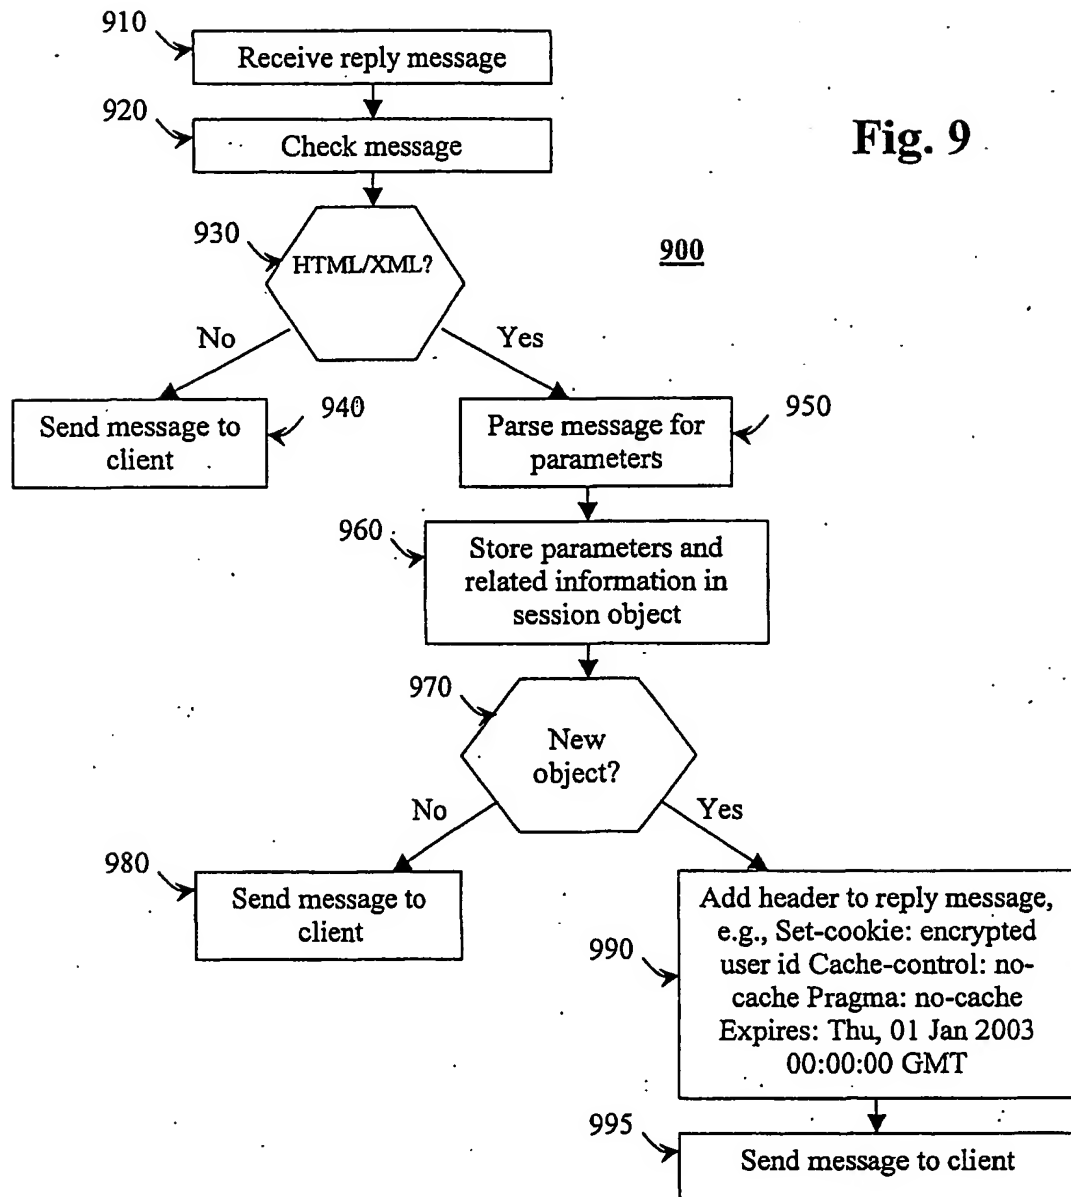 910
Receive reply message
920
Check message
Fig. 9
930
HTML/XML?
900
No
Yes
940
950
Send message to
client
Parse message for
parameters
960
Store parameters and
related information in
session object
970
New
object?
No
Yes
980
Send message to
client
990
Add header to reply message,
e.g., Set-cookie: encrypted
user id Cache-control: no-
cache Pragma: no-cache
Expires: Thu, 01 Jan 2003
00:00:00 GMT
995
Send message to client